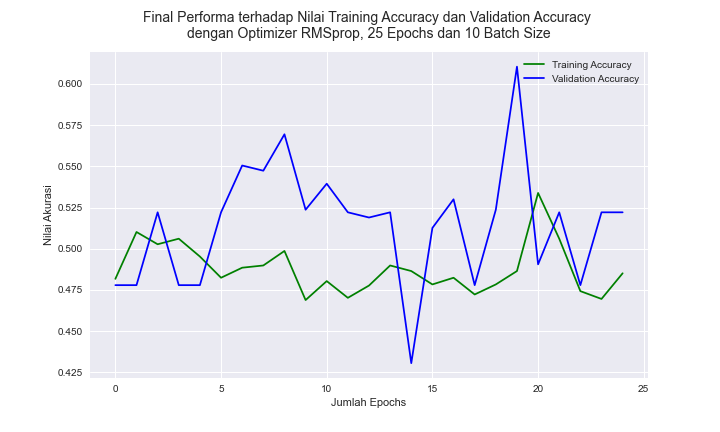 Final Performa terhadap Nilai Training Accuracy dan Validation Accuracy
dengan Optimizer RMSprop, 25 Epochs dan 10 Batch Size
Training Accuracy
Validation Accuracy
Nilai Akurasi
0.600
0.575
0.550
0.525
0.500
0.475
0.450
0.425
0 5 10 15 20 25
Jumlah Epochs